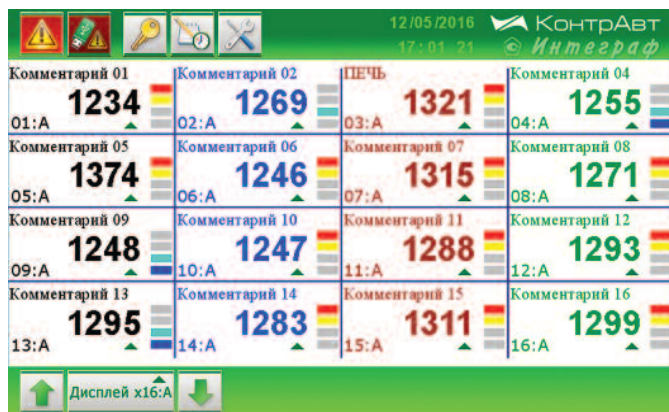 12/05/2016 КонтрАвт
17:01 21 © Интеграф
Комментарий 01 Комментарий 02 ПЕЧЬ Комментарий 04
1234 1269 1321 1255
01:А 02:А 03:А 04:А
Комментарий 05 Комментарий 06 Комментарий 07 Комментарий 08
1374 1246 1315 1271
05:А 06:А 07:А 08:А
Комментарий 09 Комментарий 10 Комментарий 11 Комментарий 12
1248 1247 1288 1293
09:А 10:А 11:А 12:А
Комментарий 13 Комментарий 14 Комментарий 15 Комментарий 16
1295 1283 1311 1299
13:А 14:А 15:А 16:А
Дисплей x16:А